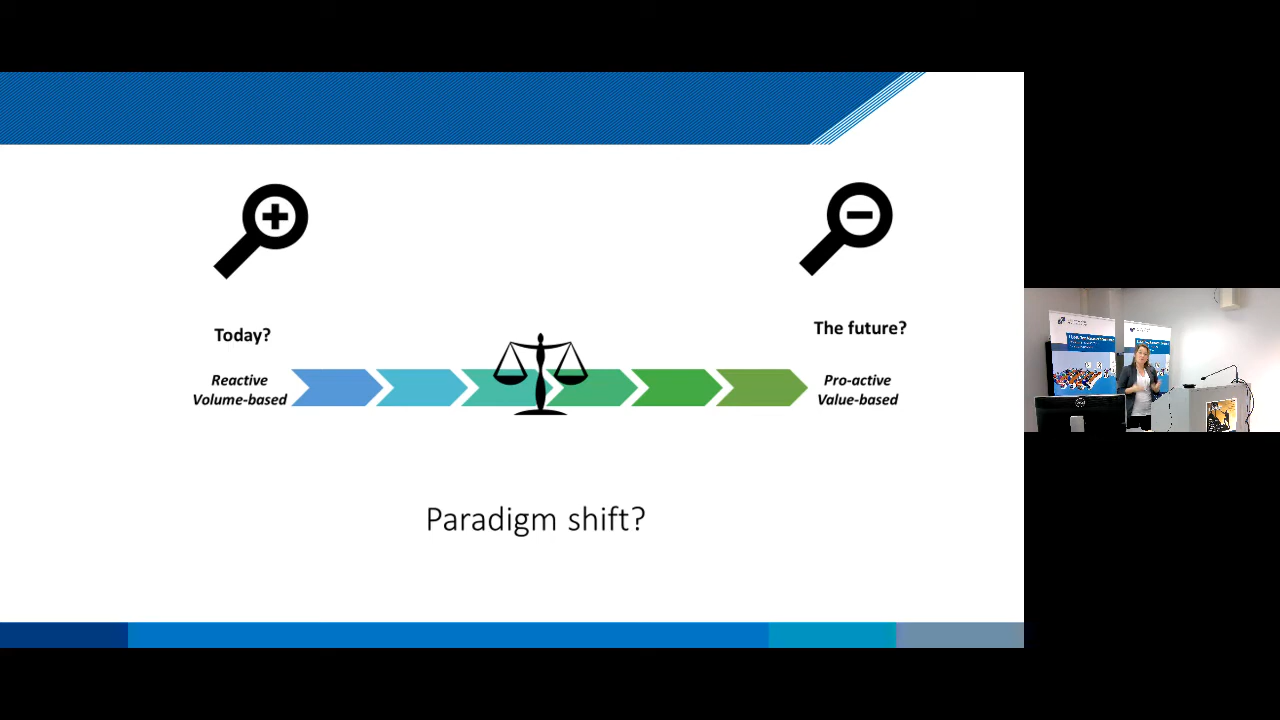 Today?
The future?
Reactive
Volume-based
Pro-active
Value-based
Paradigm shift?